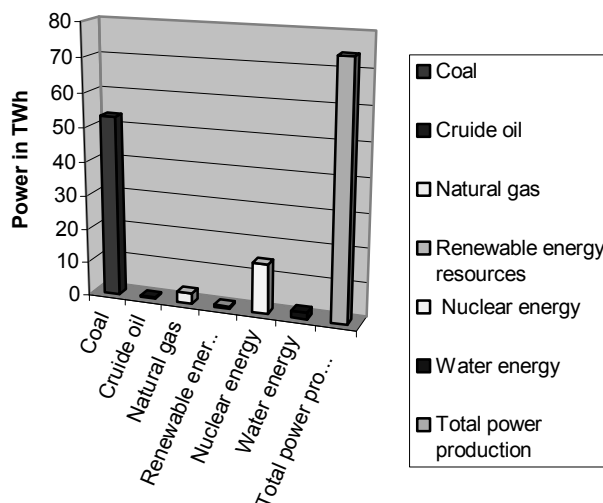 80
70
60
50
40
30
20
10
0
Power in TWh
Coal
Cruide oil
Natural gas
Renewable ener...
Nuclear energy
Water energy
Total power pro...
Coal
Cruide oil
Natural gas
Renewable energy
resources
Nuclear energy
Water energy
Total power
production